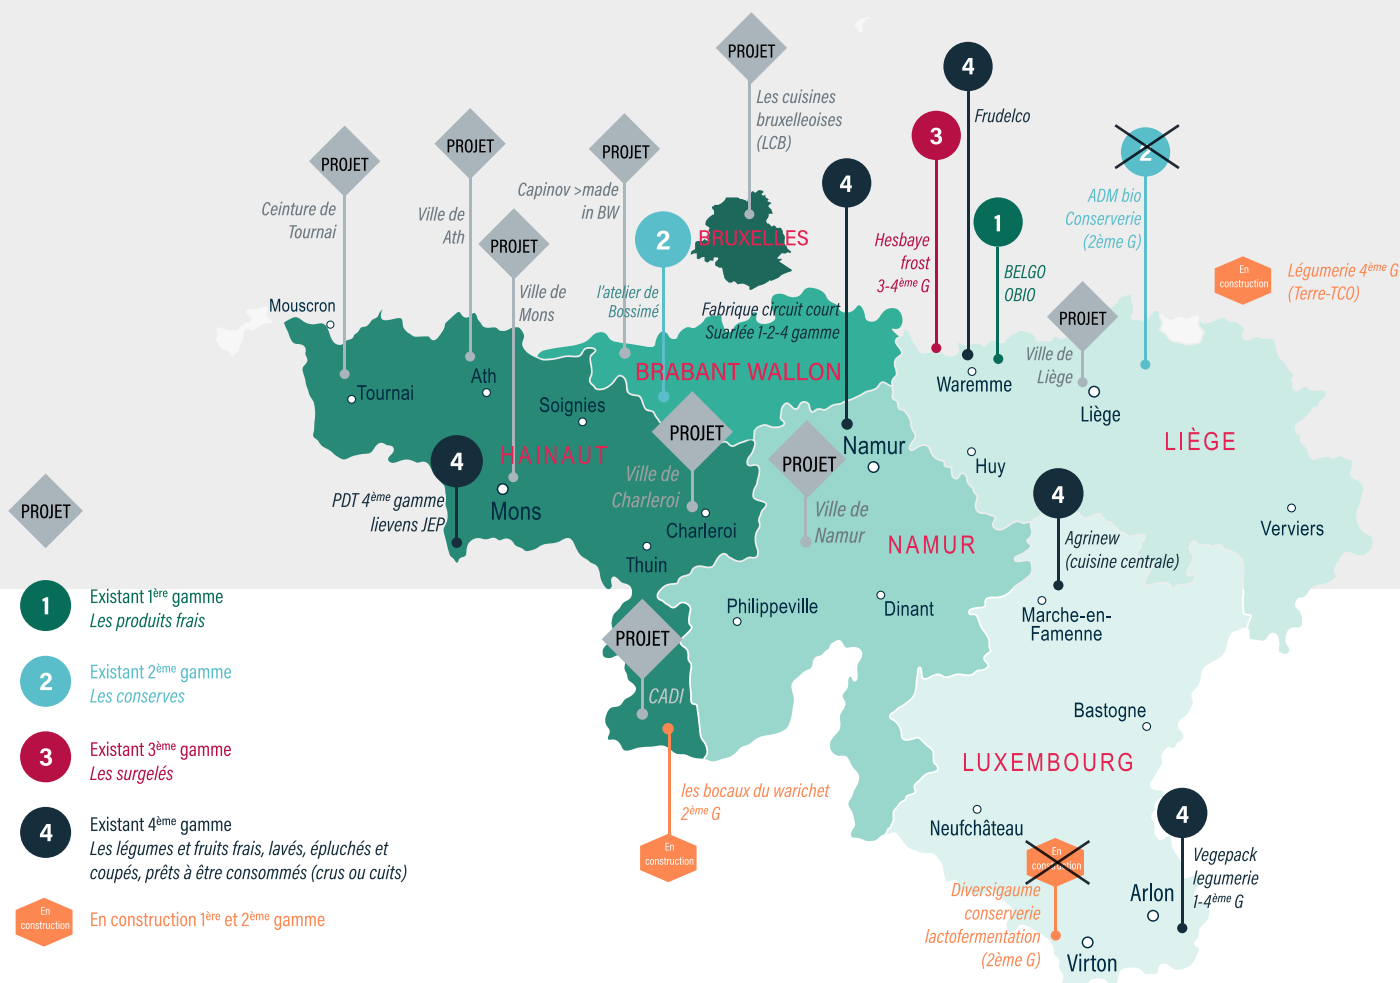 PROJET
Les cuisines
bruxelleoises
(LCB)
4
Frudelco
3
Hesbaye
frost
3-4ème G
2
ADM bio
Conserverie
(2ème G)
1
BELGO
OBIO
En
construction
Légumerie 4ème G
(Terre-TCO)
PROJET
Ceinture de
Tournai
PROJET
Ville de
Ath
PROJET
Capinov >made
in BW
PROJET
Ville de
Mons
2
l'atelier de
Bossimé
4
Fabrique circuit court
Suarlée 1-2-4 gamme
BRUXELLES
Mouscron
PROJET
Ville de
Liège
BRABANT WALLON
Tournai
Ath
Soignies
Waremme
Liège
LIÈGE
HAINAUT
4
PDT 4ème gamme
lievens JEP
Mons
PROJET
Ville de
Charleroi
Charleroi
Thuin
PROJET
Ville de
Namur
Namur
Huy
NAMUR
4
Agrinew
(cuisine centrale)
Verviers
Marche-en-
Famenne
Philippeville
Dinant
PROJET
CADI
Bastogne
LUXEMBOURG
les bocaux du warichet
2ème G
En
construction
Neufchâteau
En
construction
Diversigaume
conserverie
lactofermentation
(2ème G)
4
Vegepack
legumerie
1-4ème G
Arlon
Virton
PROJET
1
Existant 1ère gamme
Les produits frais
2
Existant 2ème gamme
Les conserves
3
Existant 3ème gamme
Les surgelés
4
Existant 4ème gamme
Les légumes et fruits frais, lavés, épluchés et
coupés, prêts à être consommés (crus ou cuits)
En
construction
En construction 1ère et 2ème gamme